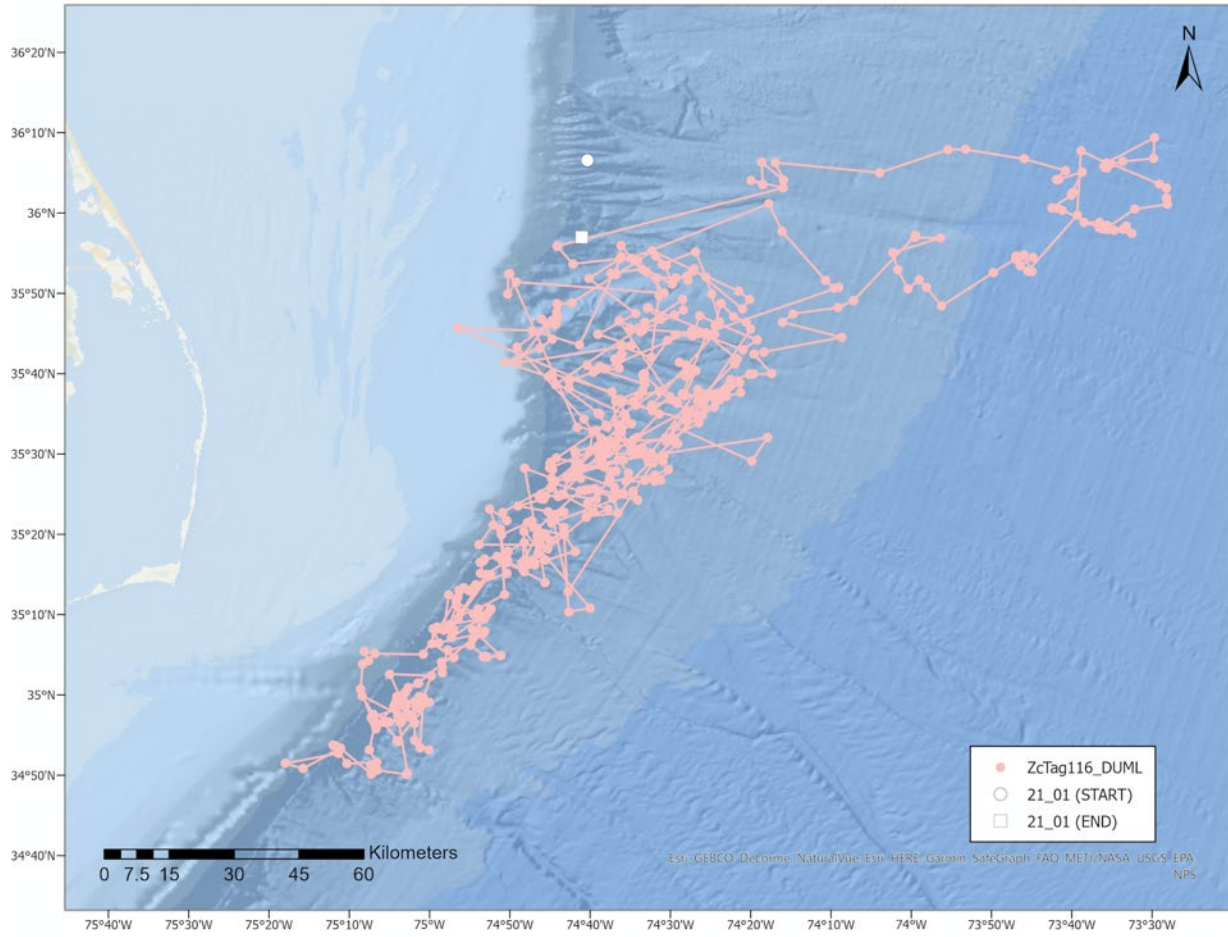 N
36°20'N
36°10'N
36°N
35°50'N
35°40'N
35°30'N
35°20'N
35°10'N
35°N
34°50'N
34°40'N
ZcTag116_DUML
21_01 (START)
21_01 (END)
Kilometers
0 7.5 15 30 45 60
Esri, GEBCO, DeLorme, NaturalVue, Esri, HERE, Garmin, SafeGraph, FAO, METI/NASA, USGS, EPA,
NPS
75°40'W 75°30'W 75°20'W 75°10'W 75°W 74°50'W 74°40'W 74°30'W 74°20'W 74°10'W 74°W 73°50'W 73°40'W 73°30'W